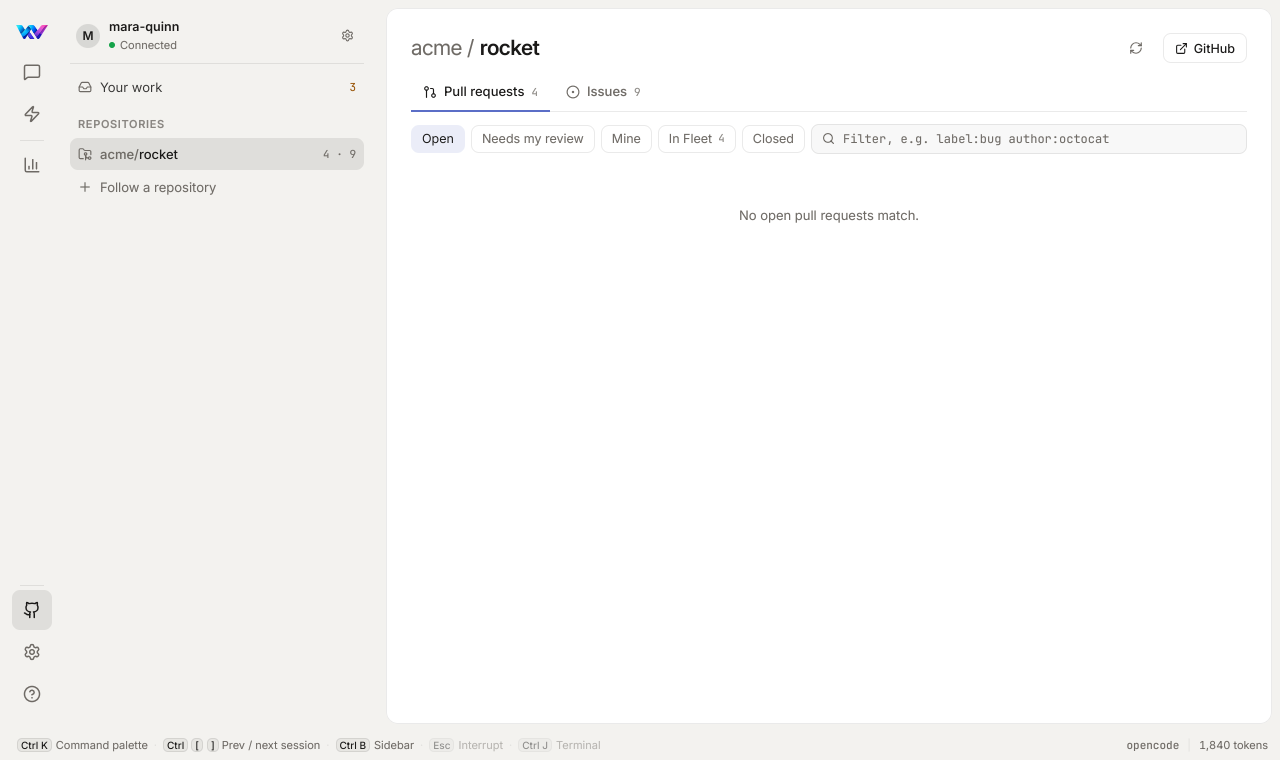 M
mara-quinn
Connected
Your work 3
REPOSITORIES
acme/rocket 4 · 9
Follow a repository
acme / rocket
GitHub
Pull requests 4
Issues 9
Open
Needs my review
Mine
In Fleet 4
Closed
Filter, e.g. label:bug author:octocat
No open pull requests match.
Ctrl K Command palette · Ctrl [ ] Prev / next session · Ctrl B Sidebar · Esc Interrupt · Ctrl J Terminal
opencode 1,840 tokens